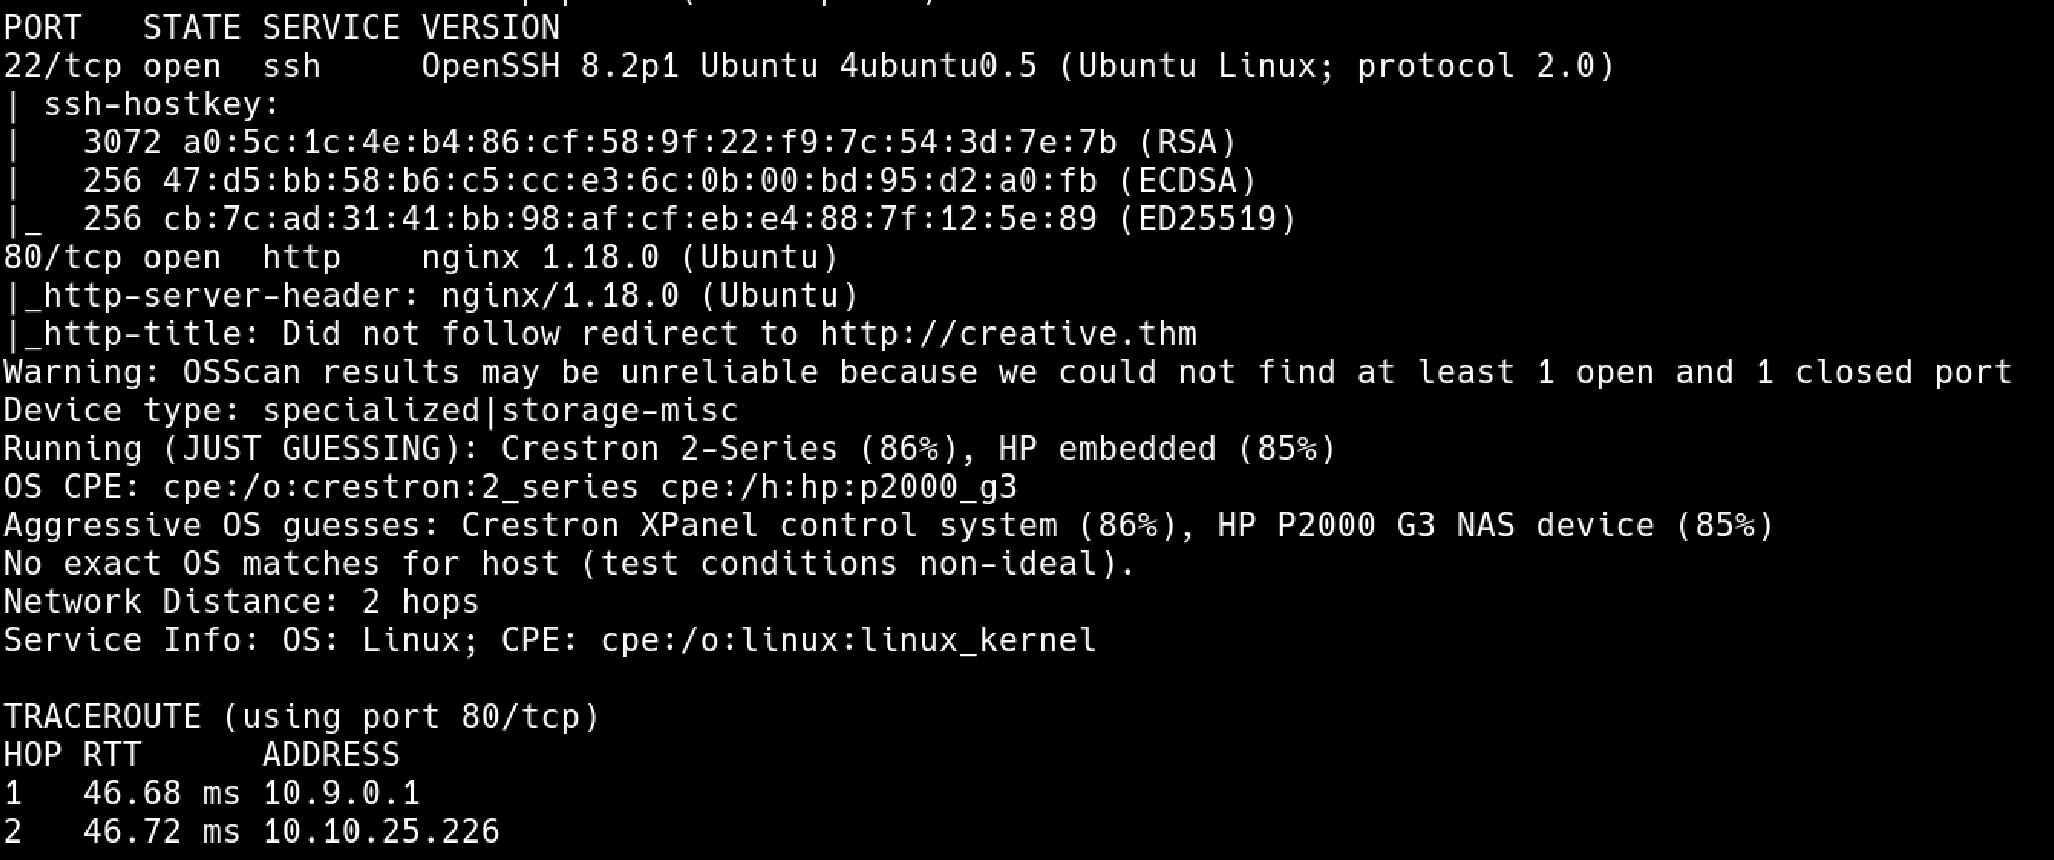 PORT   STATE SERVICE VERSION
22/tcp open  ssh     OpenSSH 8.2p1 Ubuntu 4ubuntu0.5 (Ubuntu Linux; protocol 2.0)
| ssh-hostkey:
|   3072 a0:5c:1c:4e:b4:86:cf:58:9f:22:f9:7c:54:3d:7e:7b (RSA)
|   256 47:d5:bb:58:b6:c5:cc:e3:6c:0b:00:bd:95:d2:a0:fb (ECDSA)
|_  256 cb:7c:ad:31:41:bb:98:af:cf:eb:e4:88:7f:12:5e:89 (ED25519)
80/tcp open  http    nginx 1.18.0 (Ubuntu)
|_http-server-header: nginx/1.18.0 (Ubuntu)
|_http-title: Did not follow redirect to http://creative.thm
Warning: OSScan results may be unreliable because we could not find at least 1 open and 1 closed port
Device type: specialized|storage-misc
Running (JUST GUESSING): Crestron 2-Series (86%), HP embedded (85%)
OS CPE: cpe:/o:crestron:2_series cpe:/h:hp:p2000_g3
Aggressive OS guesses: Crestron XPanel control system (86%), HP P2000 G3 NAS device (85%)
No exact OS matches for host (test conditions non-ideal).
Network Distance: 2 hops
Service Info: OS: Linux; CPE: cpe:/o:linux:linux_kernel

TRACEROUTE (using port 80/tcp)
HOP RTT      ADDRESS
1   46.68 ms 10.9.0.1
2   46.72 ms 10.10.25.226